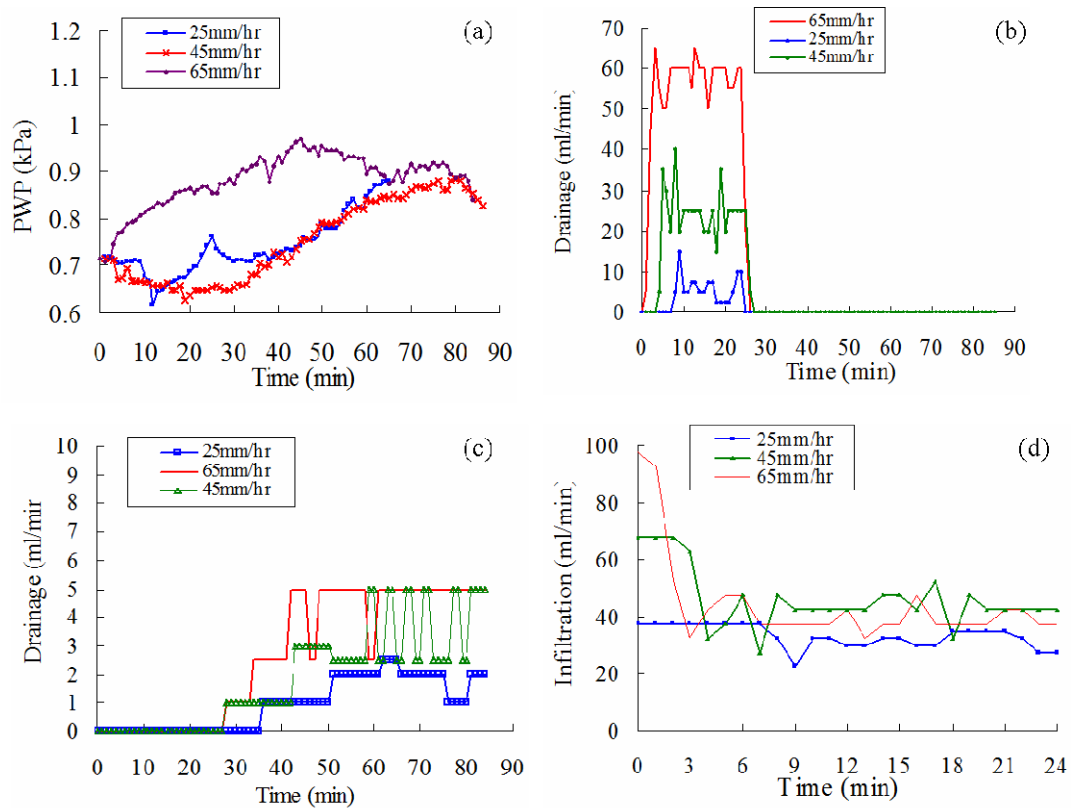 (a)
25mm/hr
45mm/hr
65mm/hr
PWP (kPa)
1.2
1.1
1
0.9
0.8
0.7
0.6
0 10 20 30 40 50 60 70 80 90
Time (min)
(b)
65mm/hr
25mm/hr
45mm/hr
Drainage (ml/min)
70
60
50
40
30
20
10
0
0 10 20 30 40 50 60 70 80 90
Time (min)
(c)
25mm/hr
65mm/hr
45mm/hr
Drainage (ml/mir
10
9
8
7
6
5
4
3
2
1
0
0 10 20 30 40 50 60 70 80 90
Time (min)
(d)
25mm/hr
45mm/hr
65mm/hr
Infiltration (ml/min)
100
80
60
40
20
0
0 3 6 9 12 15 18 21 24
Time (min)